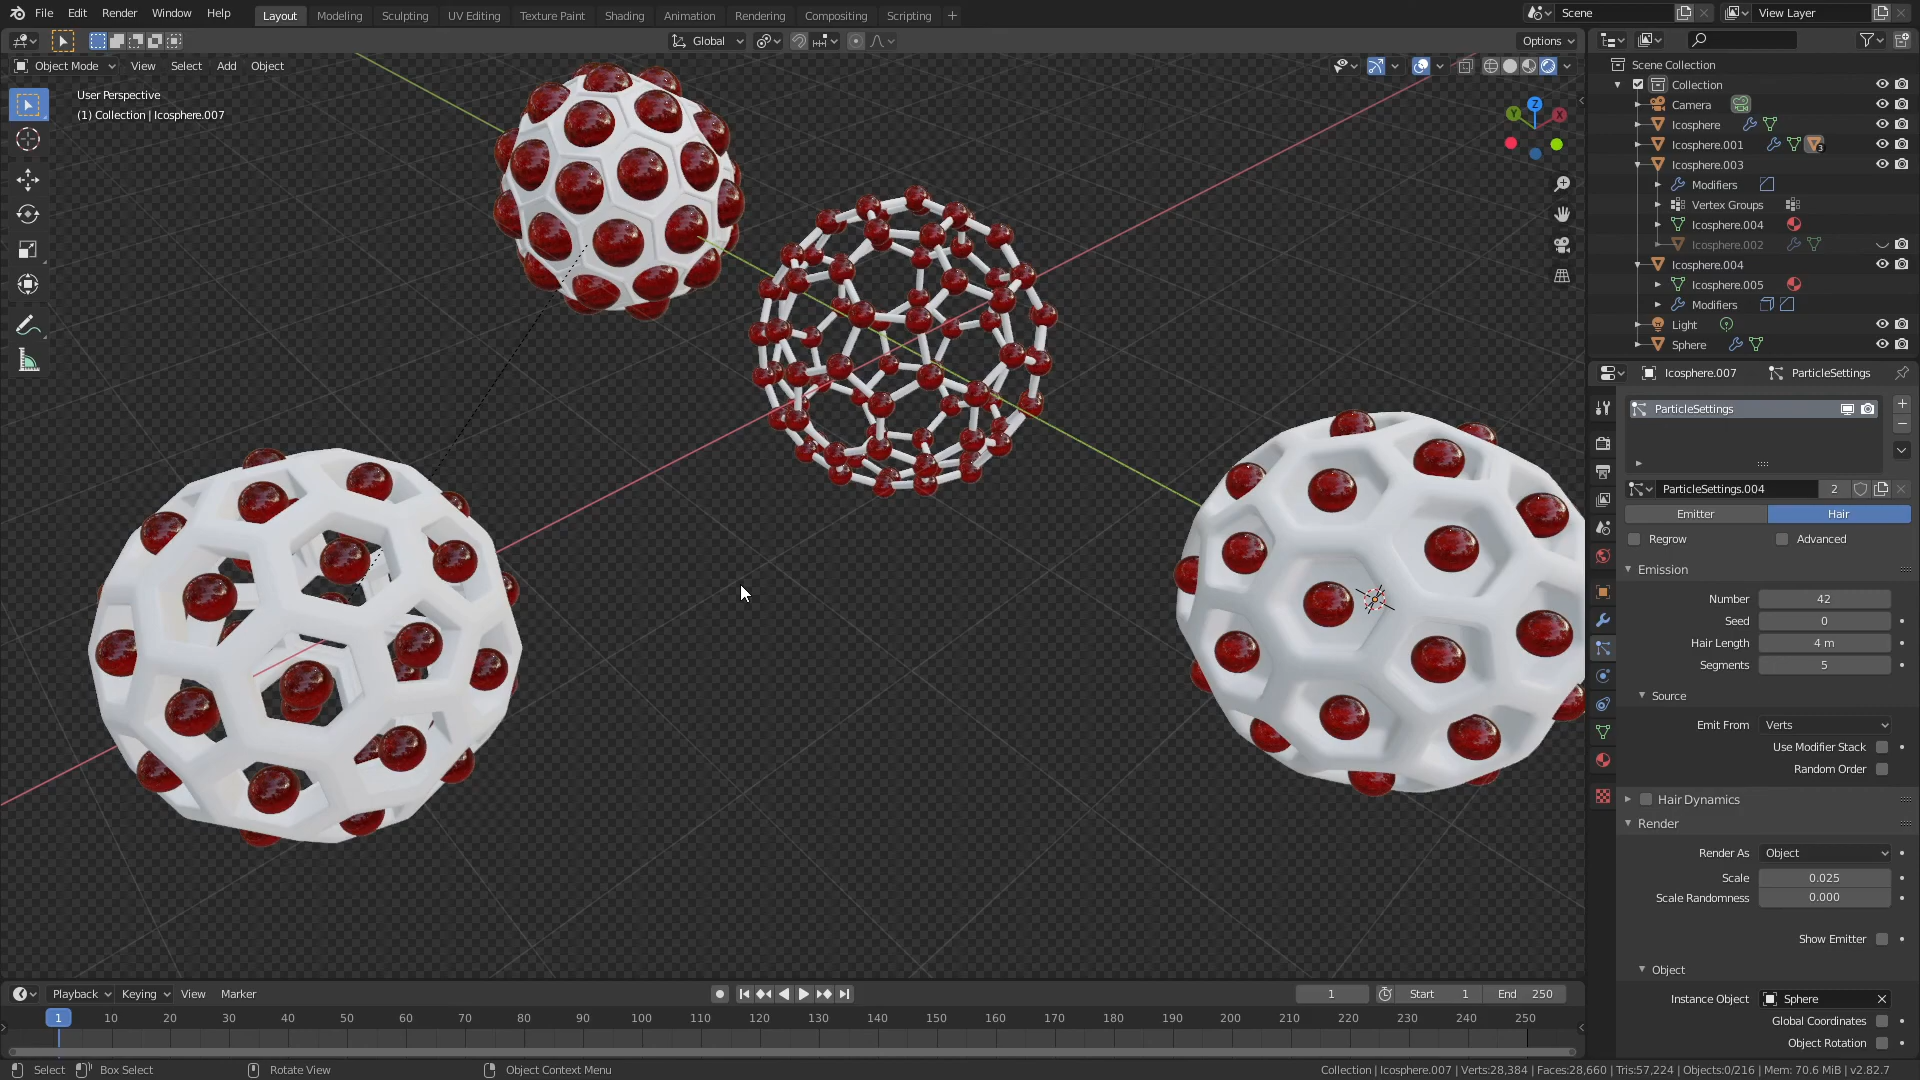 File Edit Render Window Help Layout Modeling Sculpting UV Editing Texture Paint Shading Animation Rendering Compositing Scripting + Scene View Layer
Global Options
Object Mode View Select Add Object
User Perspective
(1) Collection | Icosphere.007
Z
Y
X
Scene Collection
Collection
Camera
Icosphere
Icosphere.001 3
Icosphere.003
Modifiers
Vertex Groups
Icosphere.004
Icosphere.002
Icosphere.004
Icosphere.005
Modifiers
Light
Sphere
Icosphere.007 ParticleSettings
ParticleSettings
ParticleSettings.004 2
Emitter Hair
Regrow Advanced
Emission
Number 42
Seed 0
Hair Length 4 m
Segments 5
Source
Emit From Verts
Use Modifier Stack
Random Order
Hair Dynamics
Render
Render As Object
Scale 0.025
Scale Randomness 0.000
Show Emitter
Object
Instance Object Sphere
Global Coordinates
Object Rotation
Playback Keying View Marker 1 Start 1 End 250
1 10 20 30 40 50 60 70 80 90 100 110 120 130 140 150 160 170 180 190 200 210 220 230 240 250
Select Box Select Rotate View Object Context Menu Collection | Icosphere.007 | Verts:28,384 | Faces:28,660 | Tris:57,224 | Objects:0/216 | Mem: 70.6 MiB | v2.82.7